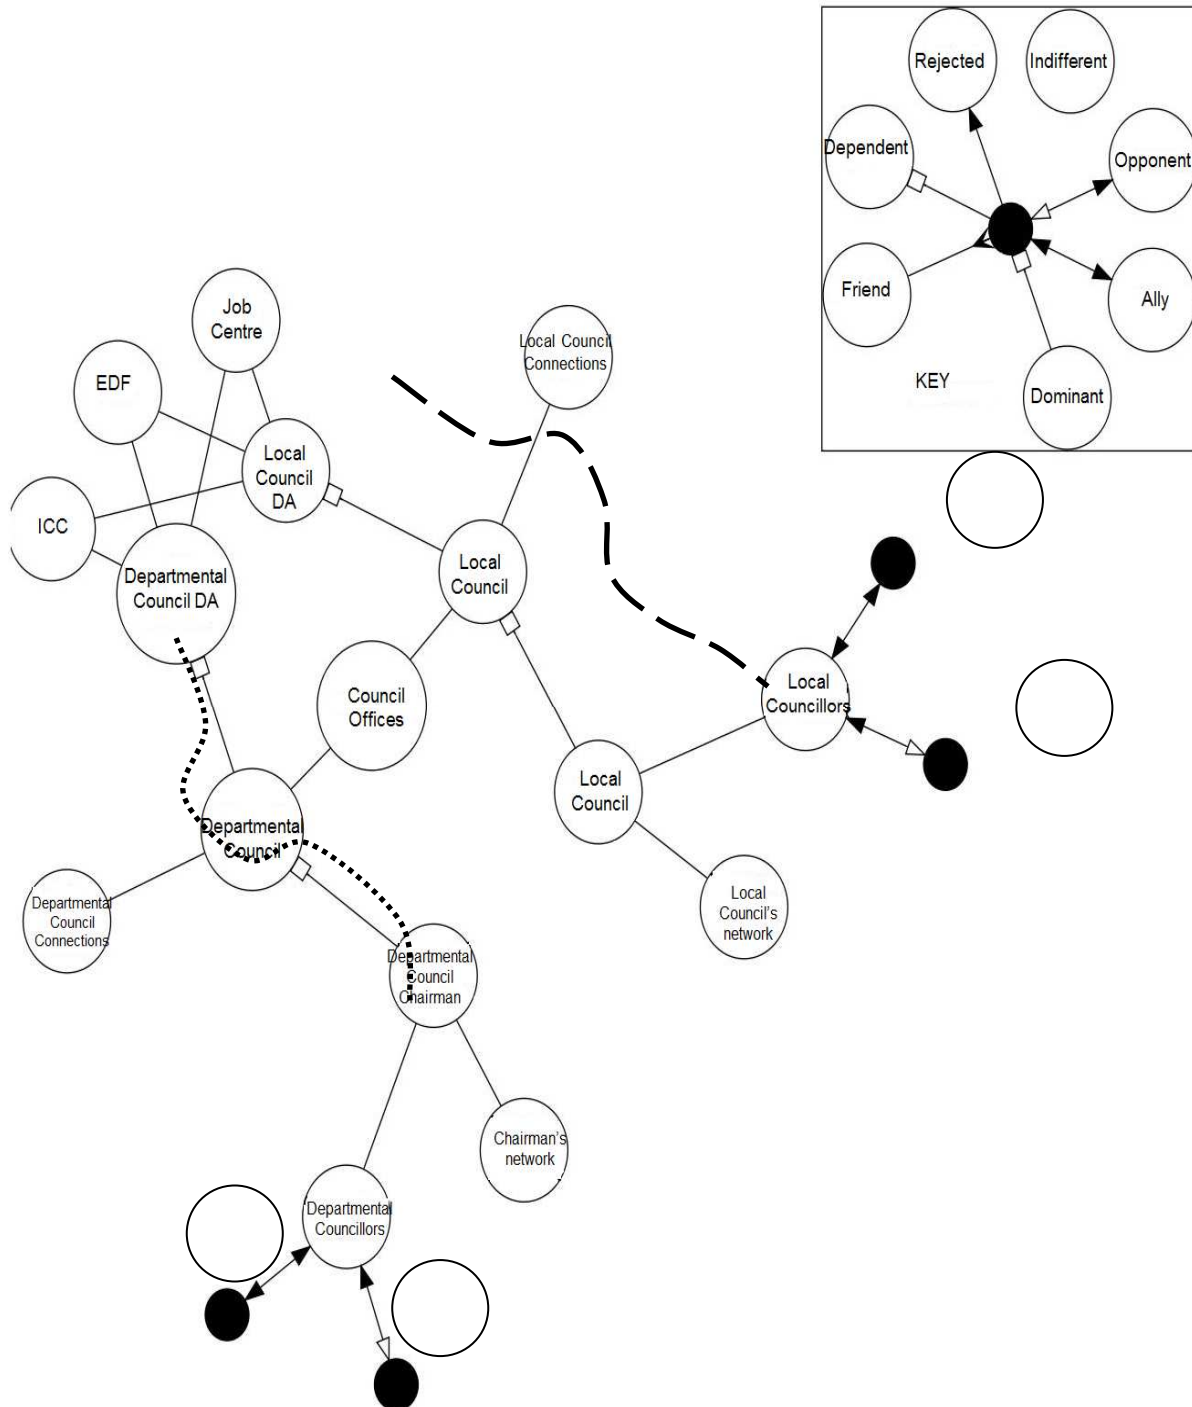 Rejected
Indifferent
Dependent
Opponent
Friend
Ally
KEY
Dominant
Job
Centre
EDF
Local Council
Connections
Local
Council
DA
ICC
Departmental
Council DA
Local
Council
Council
Offices
Local
Councillors
Local
Council
Departmental
Council
Departmental
Council
Connections
Local
Council's
network
Departmental
Council
Chairman
Chairman's
network
Departmental
Councillors